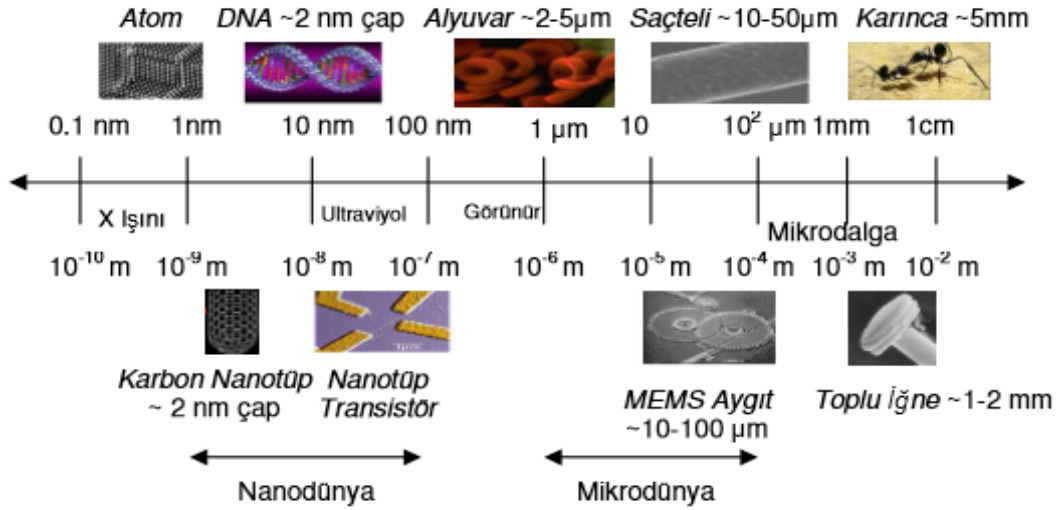 Atom DNA ~2 nm çap Alyuvar ~2-5µm Saçteli ~10-50µm Karınca ~5mm
0.1 nm 1nm 10 nm 100 nm 1 µm 10 10² µm 1mm 1cm
X Işını Ultraviyol Görünür Mikrodalga
10⁻¹⁰ m 10⁻⁹ m 10⁻⁸ m 10⁻⁷ m 10⁻⁶ m 10⁻⁵ m 10⁻⁴ m 10⁻³ m 10⁻² m
Karbon Nanotüp
~ 2 nm çap
Nanotüp
Transistör
MEMS Aygıt
~10-100 µm
Toplu İğne ~1-2 mm
Nanodünya Mikrodünya